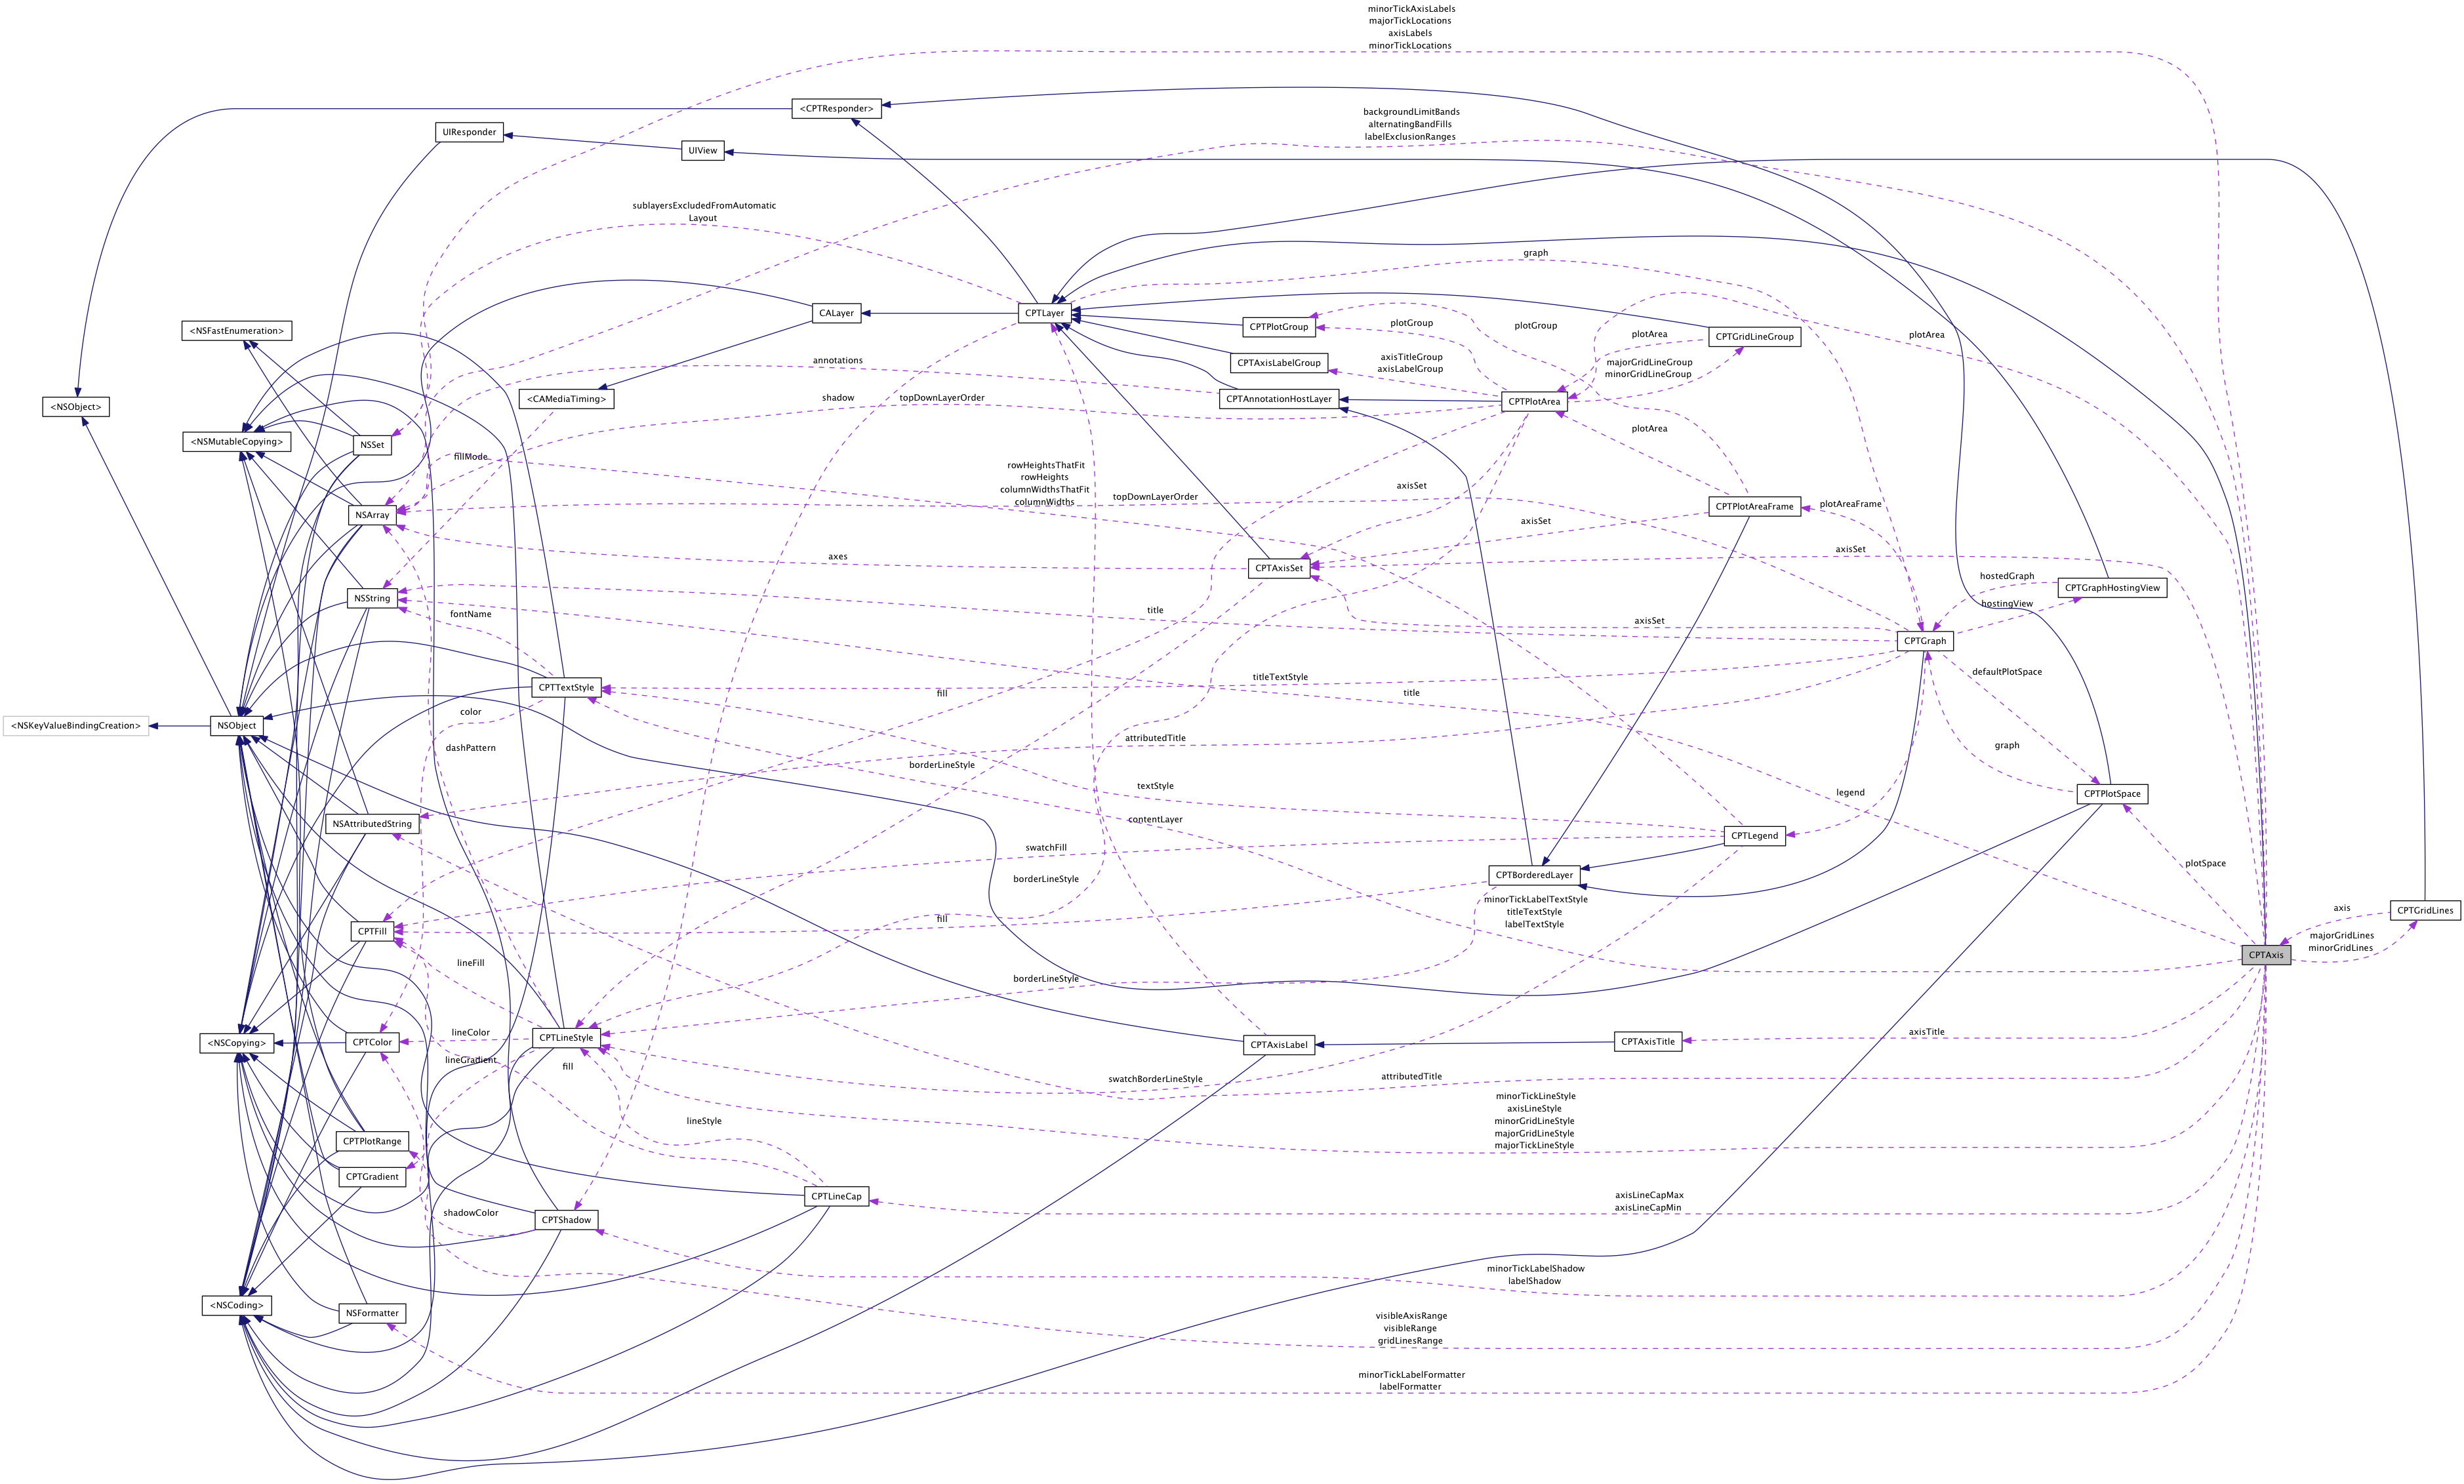 minorTickAxisLabels
majorTickLocations
axisLabels
minorTickLocations
<CPTResponder>
backgroundLimitBands
alternatingBandFills
labelExclusionRanges
UIResponder
UIView
sublayersExcludedFromAutomatic
Layout
graph
CALayer
CPTLayer
<NSFastEnumeration>
CPTPlotGroup
plotGroup
plotGroup
plotArea
CPTGridLineGroup
plotArea
annotations
CPTAxisLabelGroup
axisTitleGroup
axisLabelGroup
majorGridLineGroup
minorGridLineGroup
<NSObject>
<CAMediaTiming>
shadow
topDownLayerOrder
CPTAnnotationHostLayer
CPTPlotArea
plotArea
<NSMutableCopying>
NSSet
fillMode
rowHeightsThatFit
rowHeights
columnWidthsThatFit
columnWidths
topDownLayerOrder
axisSet
NSArray
CPTPlotAreaFrame
plotAreaFrame
axisSet
axes
CPTAxisSet
axisSet
hostedGraph
CPTGraphHostingView
hostingView
NSString
fontName
title
axisSet
CPTGraph
defaultPlotSpace
CPTTextStyle
titleTextStyle
fill
title
<NSKeyValueBindingCreation>
NSObject
color
dashPattern
attributedTitle
borderLineStyle
graph
textStyle
legend
CPTPlotSpace
NSAttributedString
contentLayer
CPTLegend
swatchFill
plotSpace
borderLineStyle
CPTBorderedLayer
minorTickLabelTextStyle
titleTextStyle
labelTextStyle
fill
CPTFill
axis
CPTGridLines
majorGridLines
minorGridLines
CPTAxis
lineFill
borderLineStyle
<NSCopying>
CPTColor
lineColor
CPTLineStyle
CPTAxisLabel
CPTAxisTitle
axisTitle
lineGradient
fill
swatchBorderLineStyle
attributedTitle
minorTickLineStyle
axisLineStyle
minorGridLineStyle
majorGridLineStyle
majorTickLineStyle
lineStyle
CPTPlotRange
CPTGradient
CPTLineCap
axisLineCapMax
axisLineCapMin
shadowColor
CPTShadow
minorTickLabelShadow
labelShadow
<NSCoding>
NSFormatter
visibleAxisRange
visibleRange
gridLinesRange
minorTickLabelFormatter
labelFormatter